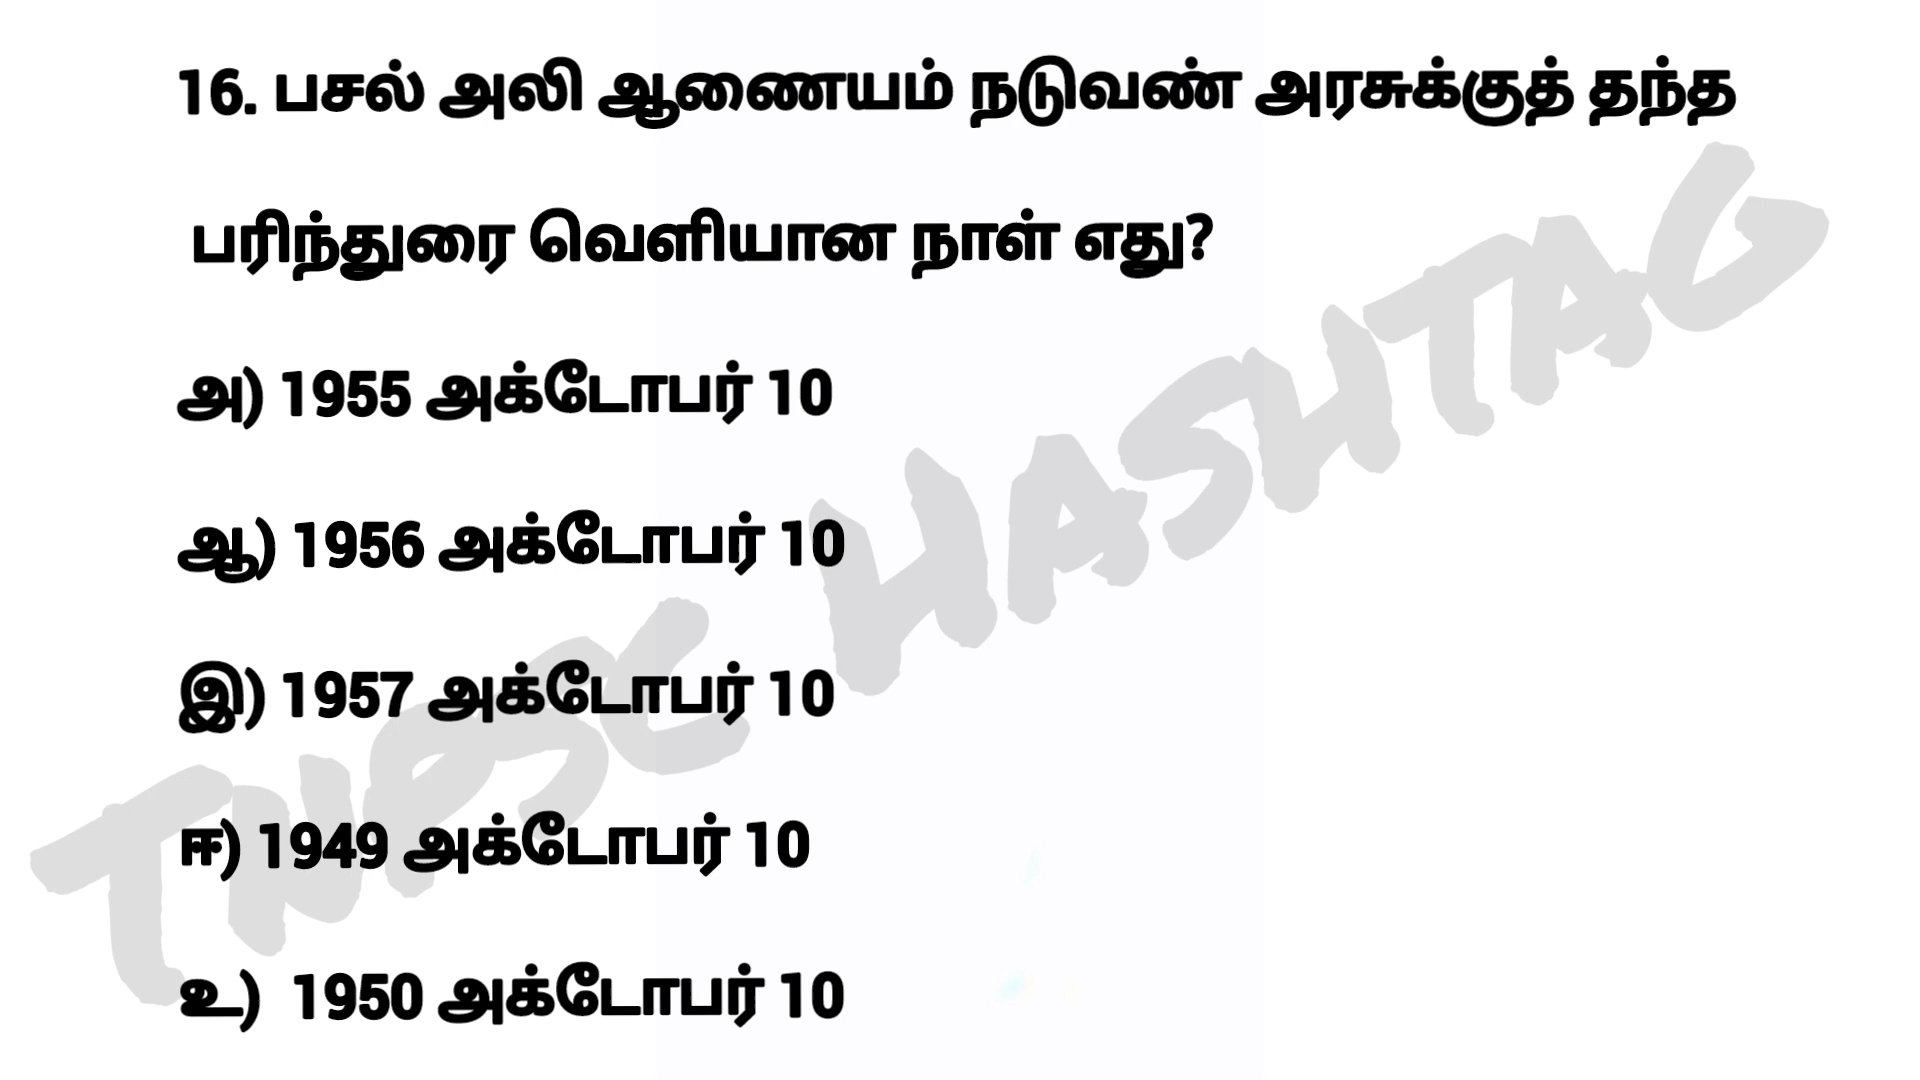 16. பசல் அலி ஆணையம் நடுவண் அரசுக்குத் தந்த
பரிந்துரை வெளியான நாள் எது?
அ) 1955 அக்டோபர் 10
ஆ) 1956 அக்டோபர் 10
இ) 1957 அக்டோபர் 10
ஈ) 1949 அக்டோபர் 10
உ) 1950 அக்டோபர் 10
TNPSC HASHTAG